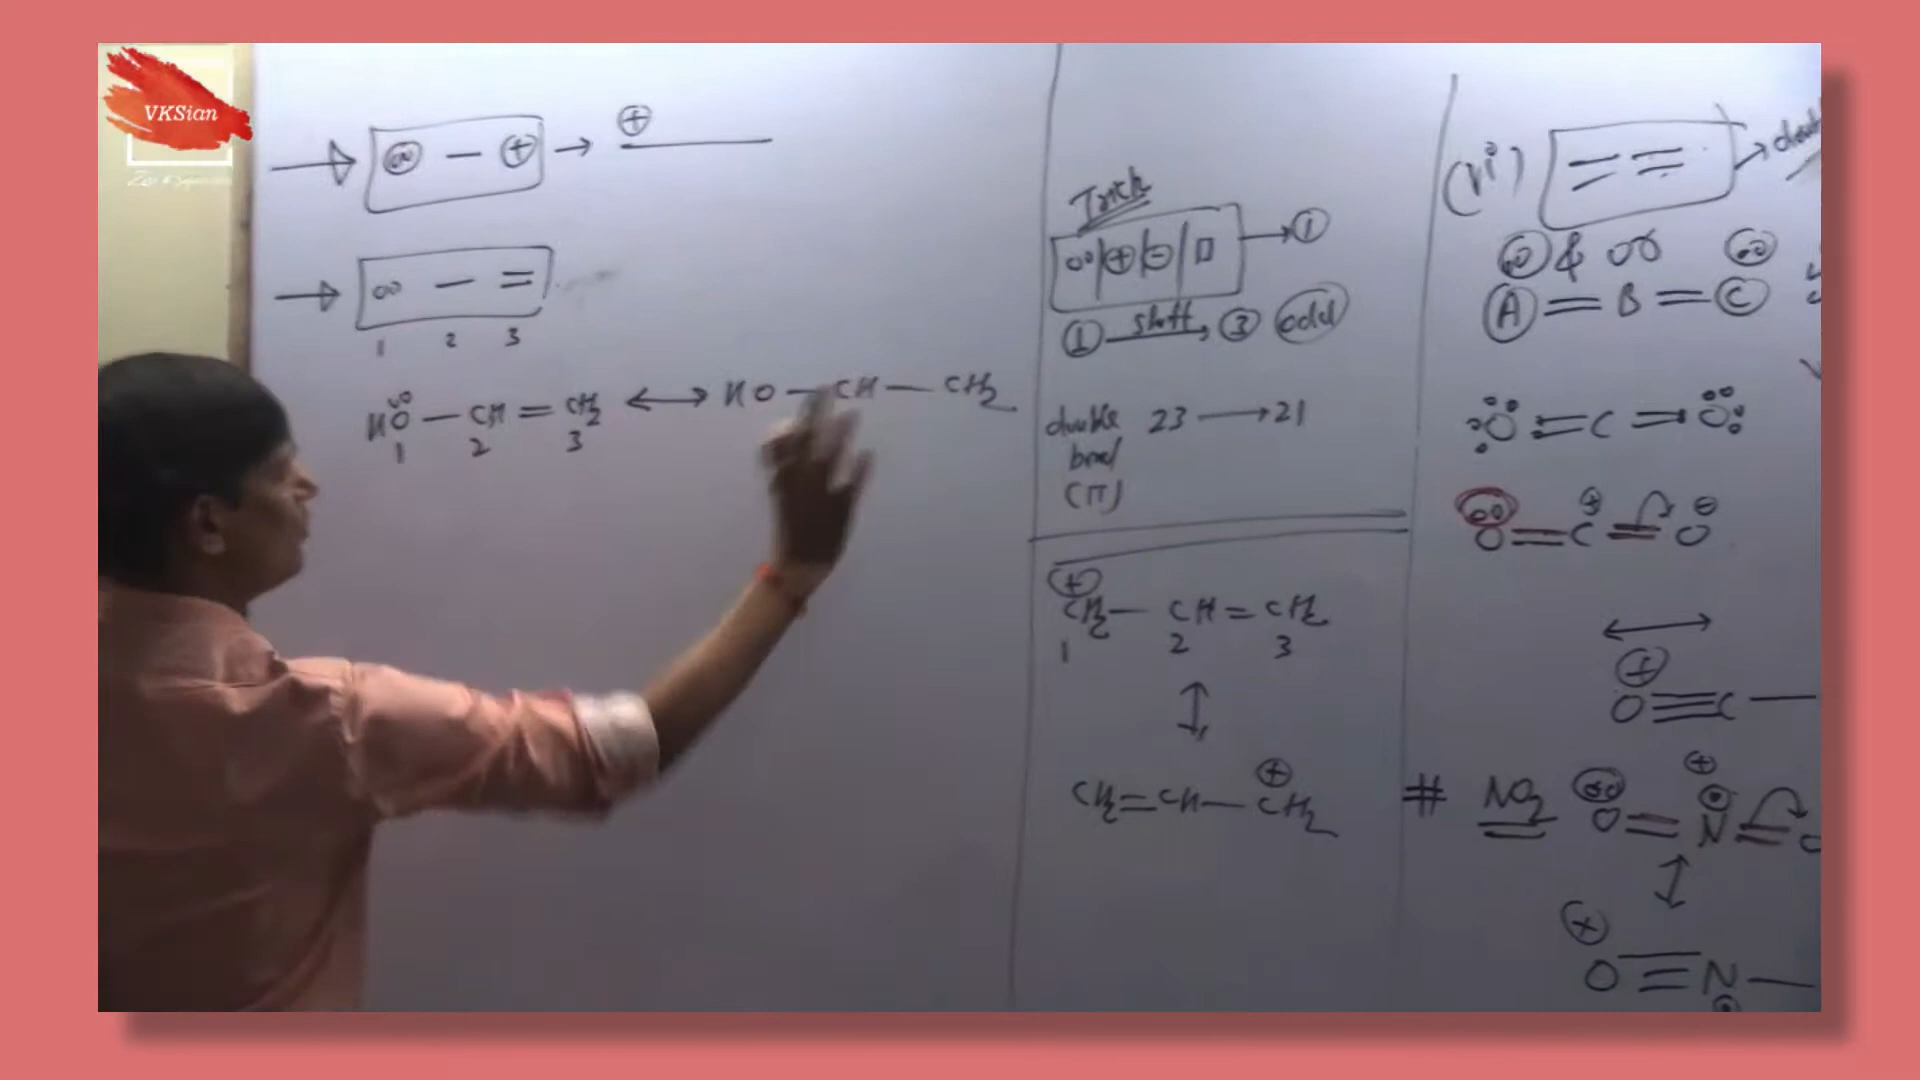 VKSian
∞ — ⊕ → ⊕
∞ — =
1 2 3
HÖ — CH = CH2 ↔ HO — CH — CH2
1 2 3
Trick
∞ | ⊕ | ⊖ | □ → ①
① shift → ③ odd
double 23 → 21
bond
(π)
⊕
CH2 — CH = CH2
1 2 3
↕
CH2 = CH — CH2
⊕
(vi) = = →
& or
A = B = C
O = C = O
⊕ ⊖
O = C = O
↔
⊕
O ≡ C —
⊕
# NO2 O = N = O
↕
O ≡ N —